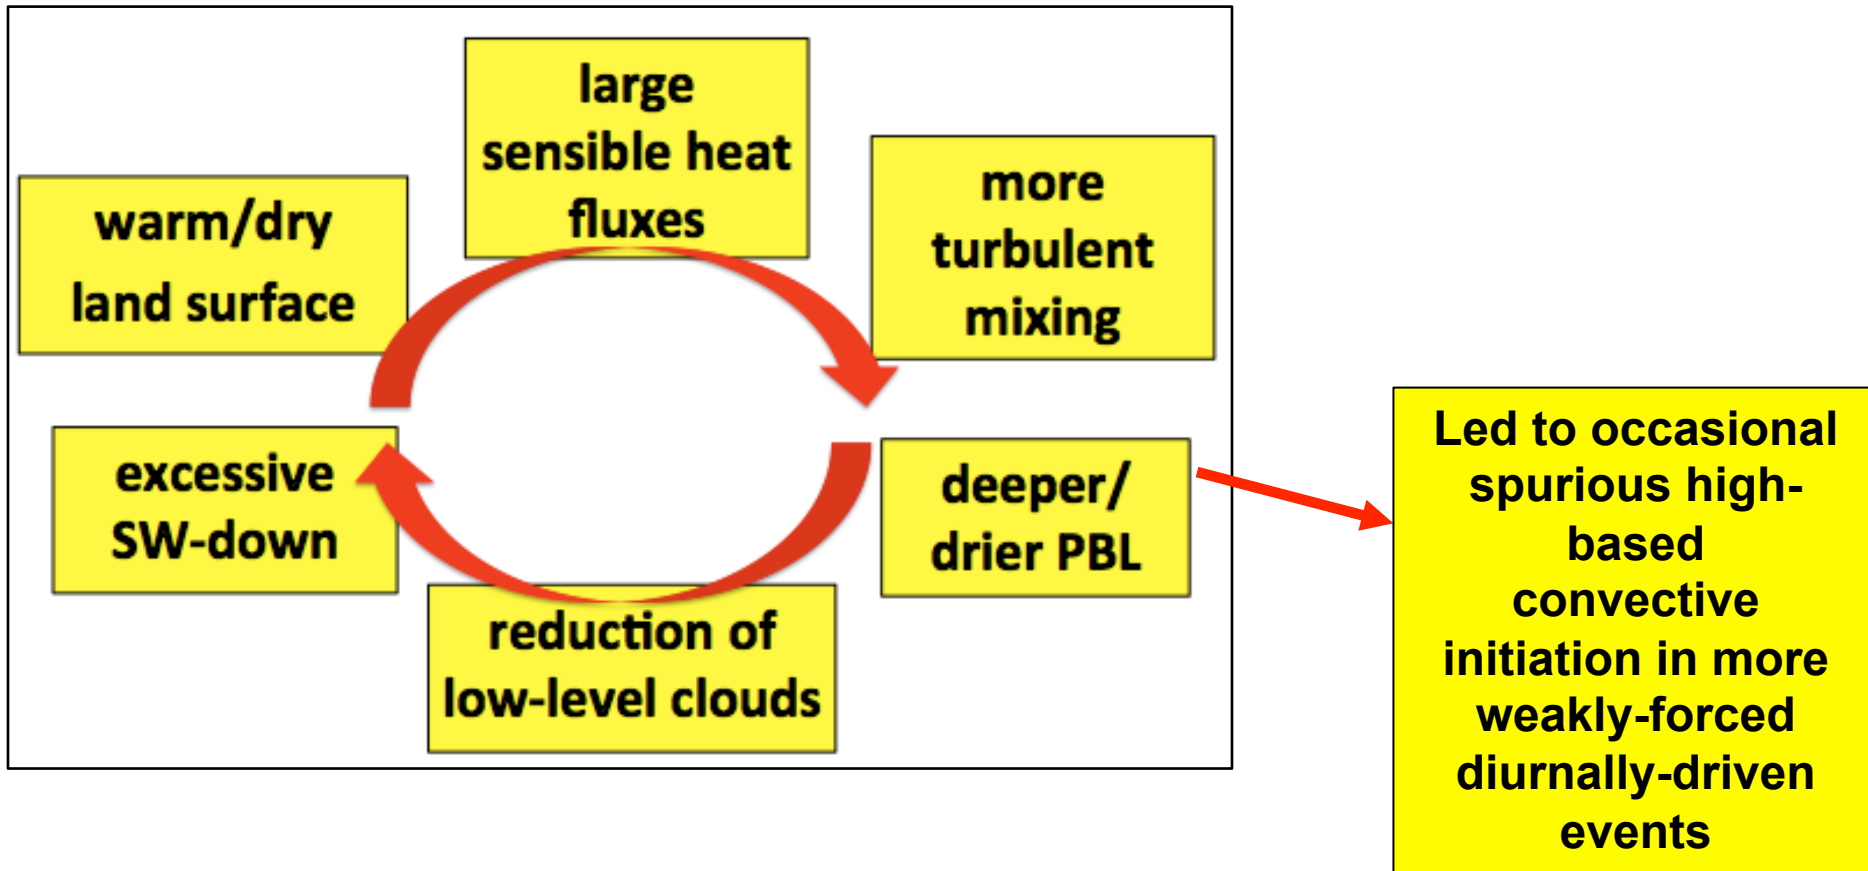 large
sensible heat
fluxes
warm/dry
land surface
more
turbulent
mixing
excessive
SW-down
deeper/
drier PBL
reduction of
low-level clouds
Led to occasional
spurious high-
based
convective
initiation in more
weakly-forced
diurnally-driven
events